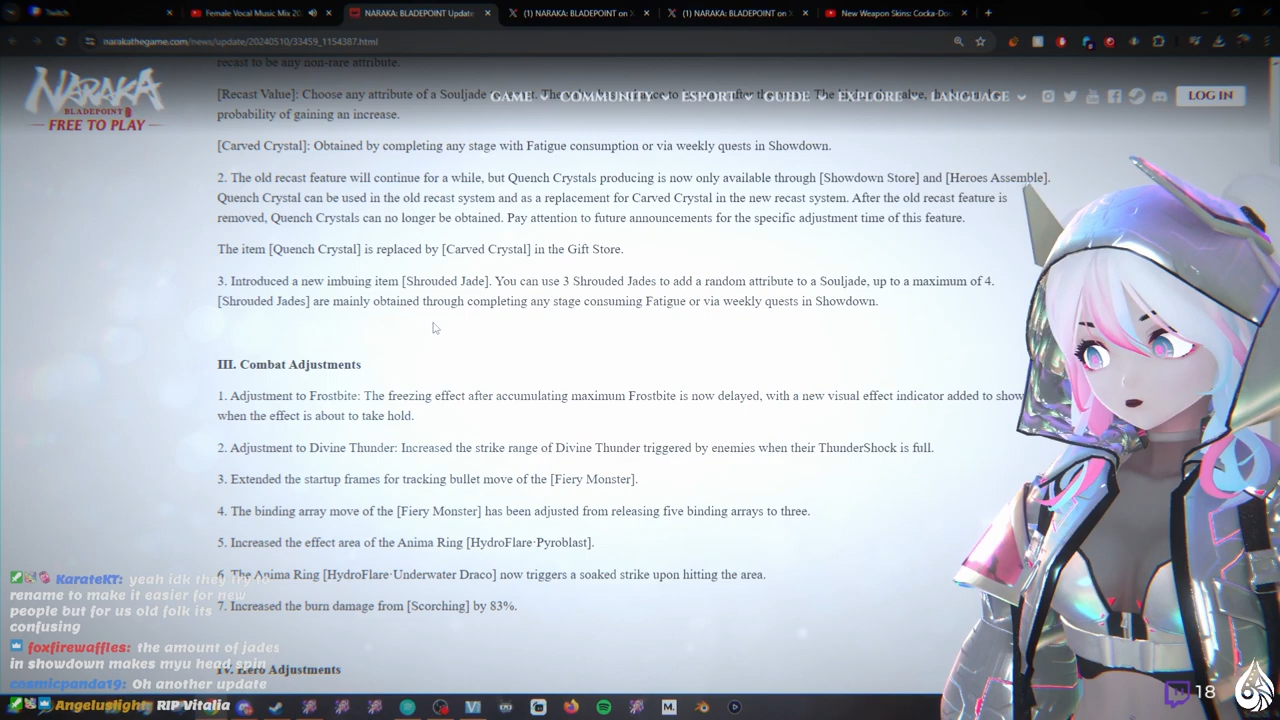 Twitch
Female Vocal Music Mix 20
NARAKA: BLADEPOINT Update
(1) NARAKA: BLADEPOINT on X
(1) NARAKA: BLADEPOINT on X
New Weapon Skins: Cocka-Doo
narakathegame.com/news/update/20240510/33459_1154387.html
NARAKA
BLADEPOINT
FREE TO PLAY
GAME
COMMUNITY
ESPORT
GUIDE
EXPLORE
LANGUAGE
LOG IN
recast to be any non-rare attribute.
[Recast Value]: Choose any attribute of a Souljade
probability of gaining an increase.
[Carved Crystal]: Obtained by completing any stage with Fatigue consumption or via weekly quests in Showdown.
2. The old recast feature will continue for a while, but Quench Crystals producing is now only available through [Showdown Store] and [Heroes Assemble].
Quench Crystal can be used in the old recast system and as a replacement for Carved Crystal in the new recast system. After the old recast feature is
removed, Quench Crystals can no longer be obtained. Pay attention to future announcements for the specific adjustment time of this feature.
The item [Quench Crystal] is replaced by [Carved Crystal] in the Gift Store.
3. Introduced a new imbuing item [Shrouded Jade]. You can use 3 Shrouded Jades to add a random attribute to a Souljade, up to a maximum of 4.
[Shrouded Jades] are mainly obtained through completing any stage consuming Fatigue or via weekly quests in Showdown.
III. Combat Adjustments
1. Adjustment to Frostbite: The freezing effect after accumulating maximum Frostbite is now delayed, with a new visual effect indicator added to show
when the effect is about to take hold.
2. Adjustment to Divine Thunder: Increased the strike range of Divine Thunder triggered by enemies when their ThunderShock is full.
3. Extended the startup frames for tracking bullet move of the [Fiery Monster].
4. The binding array move of the [Fiery Monster] has been adjusted from releasing five binding arrays to three.
5. Increased the effect area of the Anima Ring [HydroFlare·Pyroblast].
6. The Anima Ring [HydroFlare·Underwater Draco] now triggers a soaked strike upon hitting the area.
7. Increased the burn damage from [Scorching] by 83%.
IV. Hero Adjustments
KarateKT: yeah idk they try to
rename to make it easier for new
people but for us old folk its
confusing
foxfirewaffles: the amount of jades
in showdown makes myu head spin
cosmicpanda19: Oh another update
Angeluslight: RIP Vitalia
18